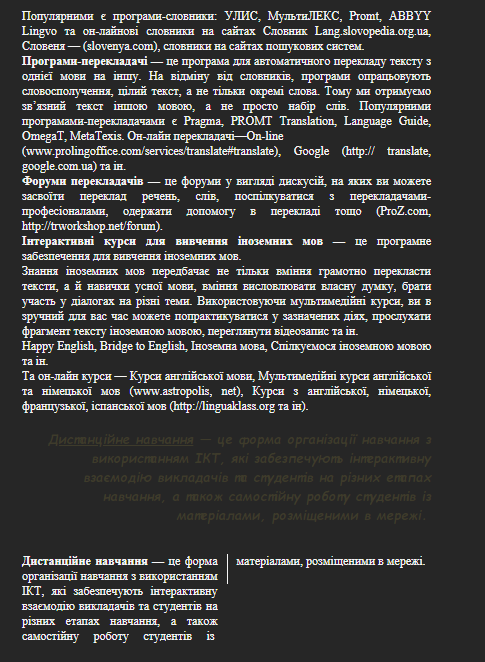 Популярними є програми-словники: УЛИС, МультиЛЕКС, Promt, ABBYY
Lingvo та он-лайнові словники на сайтах Словник Lang.slovopedia.org.ua,
Словеня — (slovenya.com), словники на сайтах пошукових систем.
Програми-перекладачі — це програма для автоматичного перекладу тексту з
однієї мови на іншу. На відміну від словників, програми опрацьовують
словосполучення, цілий текст, а не тільки окремі слова. Тому ми отримуємо
зв’язний текст іншою мовою, а не просто набір слів. Популярними
програмами-перекладачами є Pragma, PROMT Translation, Language Guide,
OmegaT, MetaTexis. Он-лайн перекладачі—On-line
(www.prolingoffice.com/services/translate#translate), Google (http:// translate,
google.com.ua) та ін.
Форуми перекладачів — це форуми у вигляді дискусій, на яких ви можете
засвоїти переклад речень, слів, поспілкуватися з перекладачами-
професіоналами, одержати допомогу в перекладі тощо (ProZ.com,
http://trworkshop.net/forum).
Інтерактивні курси для вивчення іноземних мов — це програмне
забезпечення для вивчення іноземних мов.
Знання іноземних мов передбачає не тільки вміння грамотно перекласти
тексти, а й навички усної мови, вміння висловлювати власну думку, брати
участь у діалогах на різні теми. Використовуючи мультимедійні курси, ви в
зручний для вас час можете попрактикуватися у зазначених діях, прослухати
фрагмент тексту іноземною мовою, переглянути відеозапис та ін.
Happy English, Bridge to English, Іноземна мова, Спілкуємося іноземною мовою
та ін.
Та он-лайн курси — Курси англійської мови, Мультимедійні курси англійської
та німецької мов (www.astropolis, net), Курси з англійської, німецької,
французької, іспанської мов (http://linguaklass.org та ін).
Дистанційне навчання — це форма організації навчання з
використанням ІКТ, які забезпечують інтерактивну
взаємодію викладачів та студентів на різних етапах
навчання, а також самостійну роботу студентів із
матеріалами, розміщеними в мережі.
Дистанційне навчання — це форма
організації навчання з використанням
ІКТ, які забезпечують інтерактивну
взаємодію викладачів та студентів на
різних етапах навчання, а також
самостійну роботу студентів із
матеріалами, розміщеними в мережі.